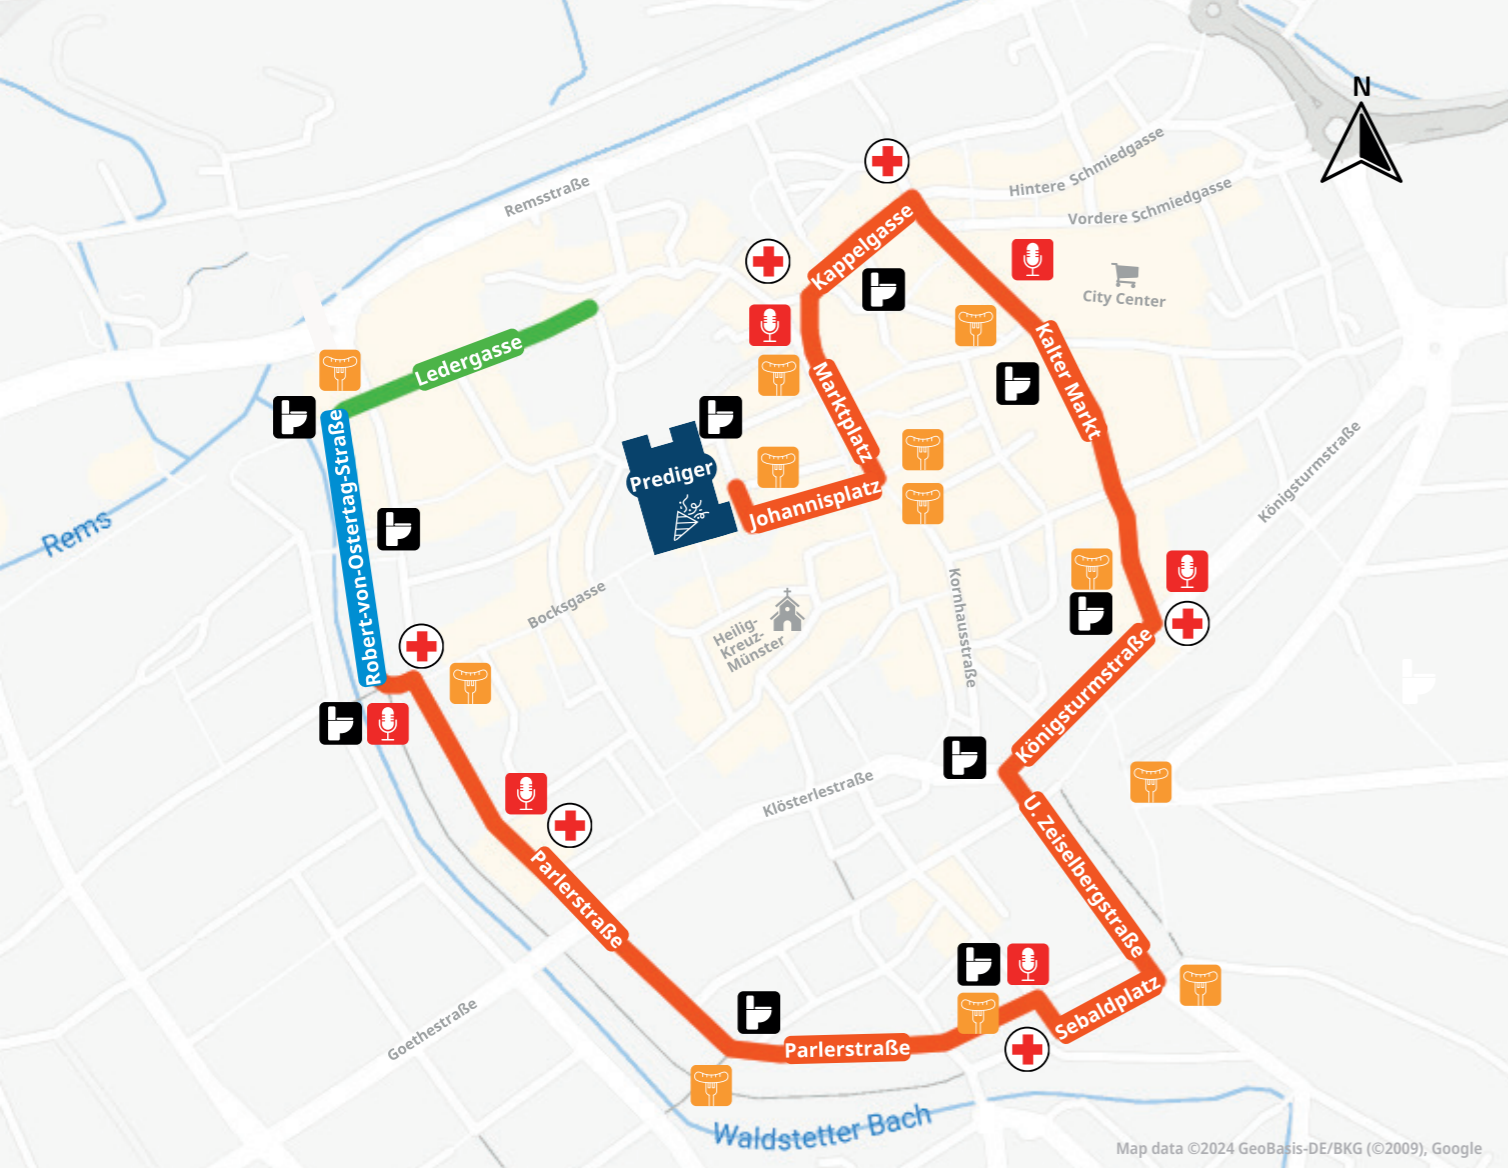 N
Hintere Schmiedgasse
Remsstraße
Vordere Schmiedgasse
Kappelgasse
City Center
Ledergasse
Kalter Markt
Marktplatz
Robert-von-Ostertag-Straße
Prediger
Johannisplatz
Königsturmstraße
Rems
Bocksgasse
Kornhausstraße
Heilig-
Kreuz-
Münster
Königsturmstraße
Klösterlestraße
U. Zeiselbergstraße
Parlerstraße
Sebaldplatz
Goethestraße
Parlerstraße
Waldstetter Bach
Map data ©2024 GeoBasis-DE/BKG (©2009), Google